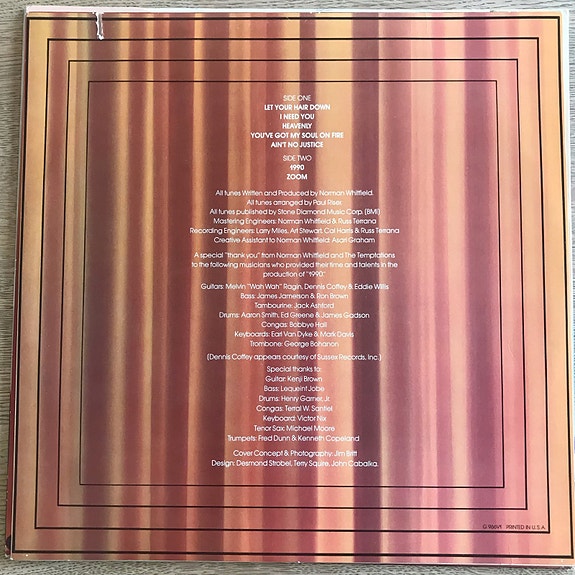 SIDE ONE
LET YOUR HAIR DOWN
I NEED YOU
HEAVENLY
YOU'VE GOT MY SOUL ON FIRE
AIN'T NO JUSTICE
SIDE TWO
1990
ZOOM
All tunes Written and Produced by Norman Whitfield.
All tunes arranged by Paul Riser
All tunes published by Stone Diamond Music Corp. (BMI)
Mastering Engineers: Norman Whitfield & Russ Terrana
Recording Engineers: Larry Miles, Art Stewart, Cal Harris & Russ Terrana
Creative Assistant to Norman Whitfield: Asari Graham
A special "thank you" from Norman Whitfield and The Temptations
to the following musicians who provided their time and talents in the
production of "1990."
Guitars: Melvin "Wah Wah" Ragin, Dennis Coffey & Eddie Willis
Bass: James Jamerson & Ron Brown
Tambourine: Jack Ashford
Drums: Aaron Smith, Ed Greene & James Gadson
Congas: Bobbye Hall
Keyboards: Earl Van Dyke & Mark Davis
Trombone: George Bohanon
(Dennis Coffey appears courtesy of Sussex Records, Inc.)
Special thanks to:
Guitar: Kenji Brown
Bass: Lequeint Jobe
Drums: Henry Garner, Jr.
Congas: Terral W. Santiel
Keyboard: Victor Nix
Tenor Sax: Michael Moore
Trumpets: Fred Dunn & Kenneth Copeland
Cover Concept & Photography: Jim Britt
Design: Desmond Strobel, Terry Squire, John Cabalka.
G 966V1 PRINTED IN U.S.A.